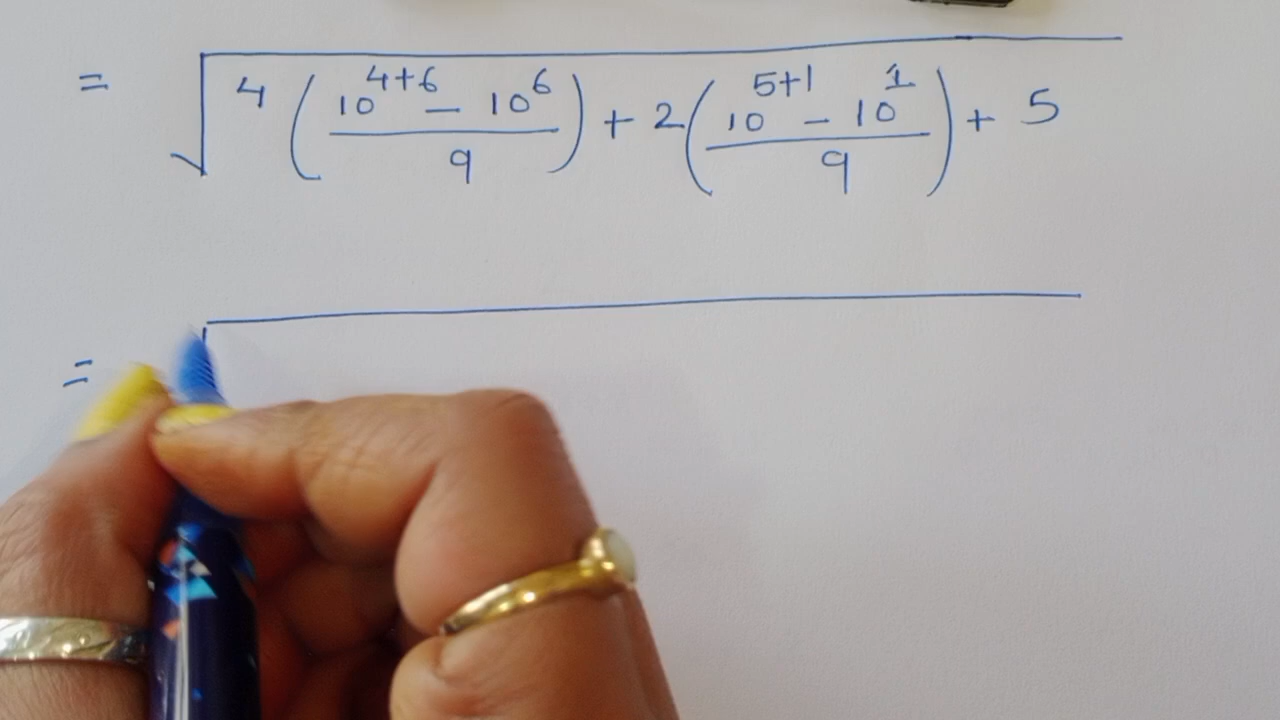 = √(4 ((10^(4+6) - 10^6)/9) + 2((10^(5+1) - 10^1)/9) + 5)
= √